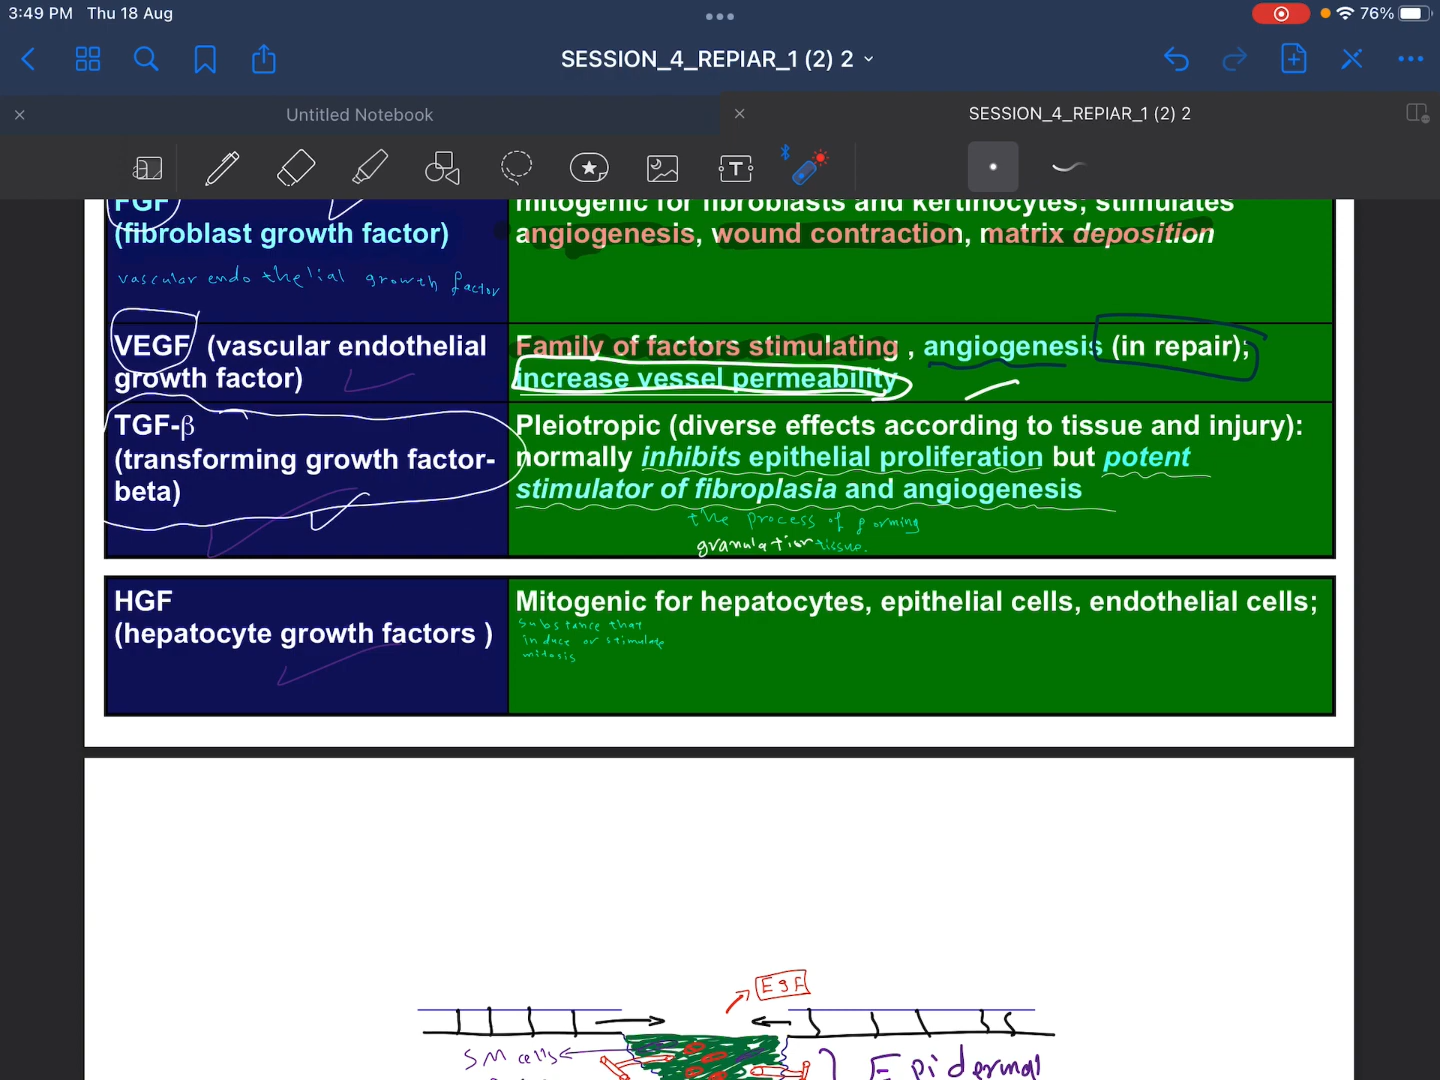 3:49 PM Thu 18 Aug
76%
SESSION_4_REPIAR_1 (2) 2
Untitled Notebook
SESSION_4_REPIAR_1 (2) 2
FGF
(fibroblast growth factor)
vascular endothelial growth factor
mitogenic for fibroblasts and kertinocytes; stimulates
angiogenesis, wound contraction, matrix deposition
VEGF (vascular endothelial
growth factor)
Family of factors stimulating , angiogenesis (in repair);
increase vessel permeability
TGF-β
(transforming growth factor-
beta)
Pleiotropic (diverse effects according to tissue and injury):
normally inhibits epithelial proliferation but potent
stimulator of fibroplasia and angiogenesis
the process of forming
granulation tissue.
HGF
(hepatocyte growth factors )
Mitogenic for hepatocytes, epithelial cells, endothelial cells;
substance that
induce or stimulate
mitosis
EGF
SM cells
Epidermal